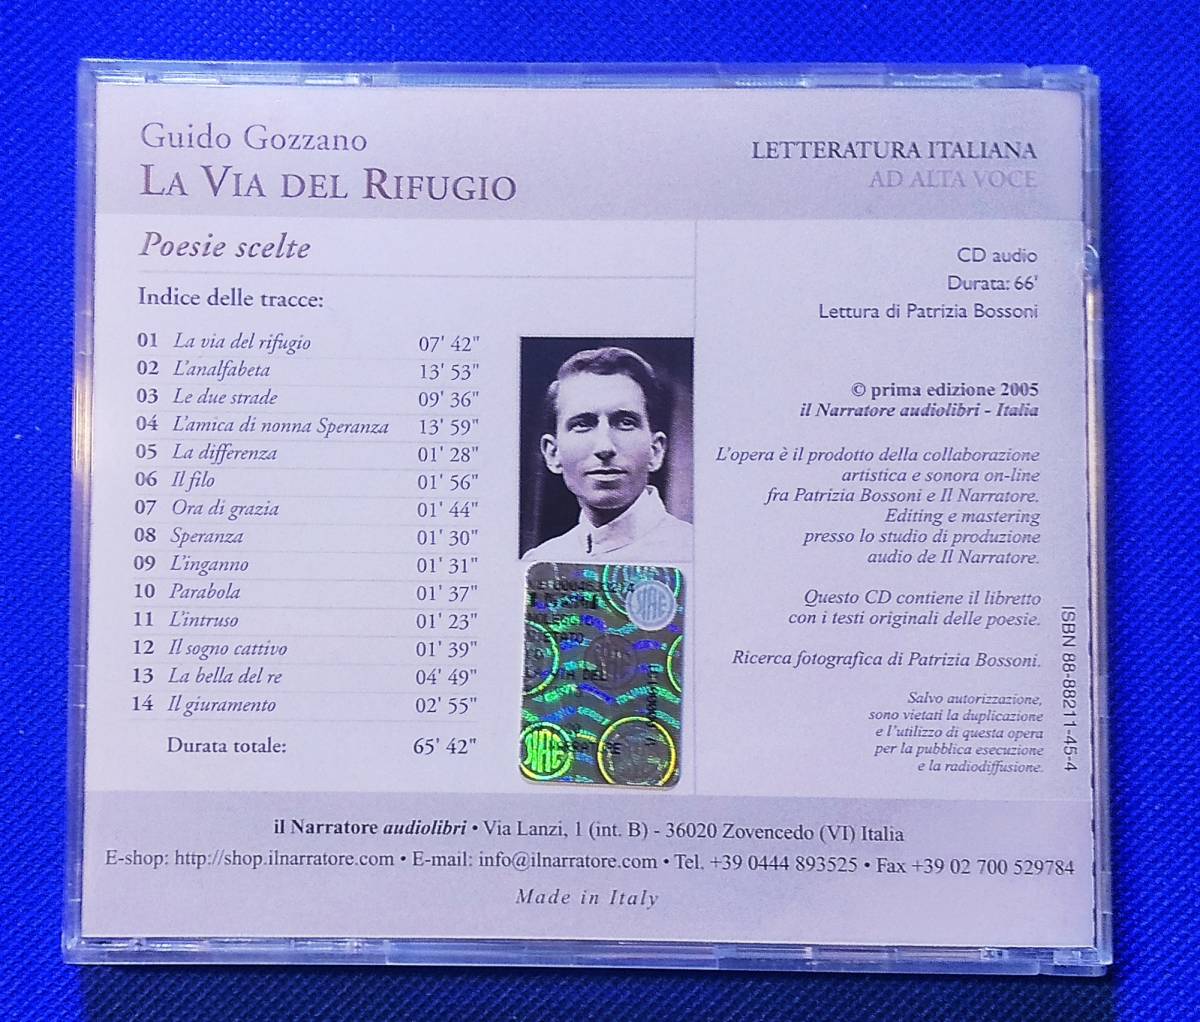 Guido Gozzano
LA VIA DEL RIFUGIO
LETTERATURA ITALIANA
AD ALTA VOCE
Poesie scelte
Indice delle tracce:
01 La via del rifugio 07' 42"
02 L'analfabeta 13' 53"
03 Le due strade 09' 36"
04 L'amica di nonna Speranza 13' 59"
05 La differenza 01' 28"
06 Il filo 01' 56"
07 Ora di grazia 01' 44"
08 Speranza 01' 30"
09 L'inganno 01' 31"
10 Parabola 01' 37"
11 L'intruso 01' 23"
12 Il sogno cattivo 01' 39"
13 La bella del re 04' 49"
14 Il giuramento 02' 55"
Durata totale: 65' 42"
SIAE
SIAE
CD audio
Durata: 66'
Lettura di Patrizia Bossoni
© prima edizione 2005
il Narratore audiolibri - Italia
L'opera è il prodotto della collaborazione
artistica e sonora on-line
fra Patrizia Bossoni e Il Narratore.
Editing e mastering
presso lo studio di produzione
audio de Il Narratore.
Questo CD contiene il libretto
con i testi originali delle poesie.
Ricerca fotografica di Patrizia Bossoni.
Salvo autorizzazione,
sono vietati la duplicazione
e l'utilizzo di questa opera
per la pubblica esecuzione
e la radiodiffusione.
ISBN 88-88211-45-4
il Narratore audiolibri • Via Lanzi, 1 (int. B) - 36020 Zovencedo (VI) Italia
E-shop: http://shop.ilnarratore.com • E-mail: info@ilnarratore.com • Tel. +39 0444 893525 • Fax +39 02 700 529784
Made in Italy